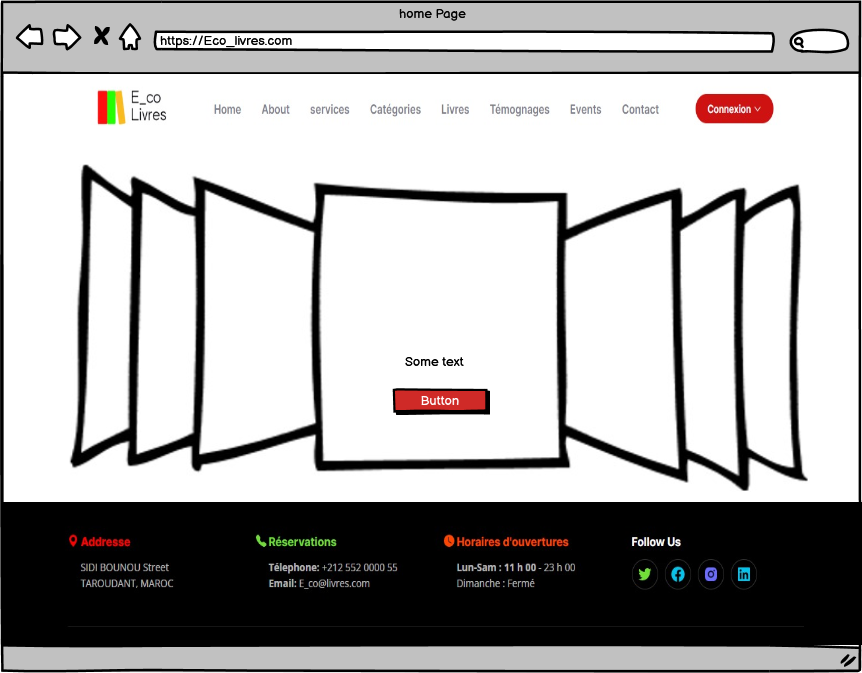 home Page
https://Eco_livres.com
E_co
Livres
Home About services Catégories Livres Témognages Events Contact Connexion
Some text
Button
Addresse
SIDI BOUNOU Street
TAROUDANT, MAROC
Réservations
Télephone: +212 552 0000 55
Email: E_co@livres.com
Horaires d'ouvertures
Lun-Sam : 11 h 00 - 23 h 00
Dimanche : Fermé
Follow Us